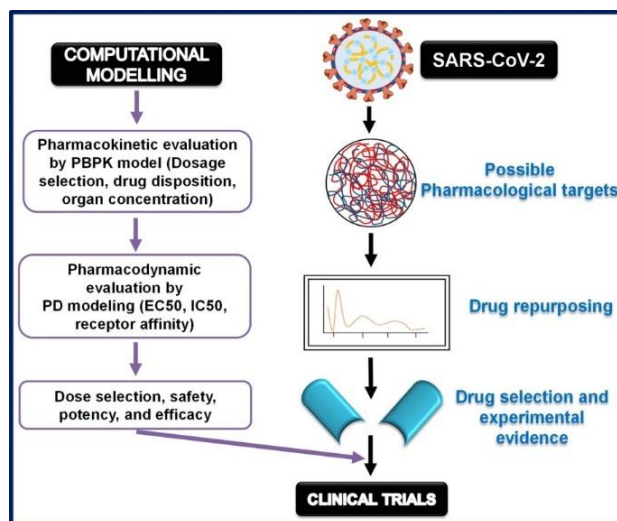 COMPUTATIONAL
MODELLING
Pharmacokinetic evaluation
by PBPK model (Dosage
selection, drug disposition,
organ concentration)
Pharmacodynamic
evaluation by
PD modeling (EC50, IC50,
receptor affinity)
Dose selection, safety,
potency, and efficacy
SARS-CoV-2
Possible
Pharmacological targets
Drug repurposing
Drug selection and
experimental
evidence
CLINICAL TRIALS